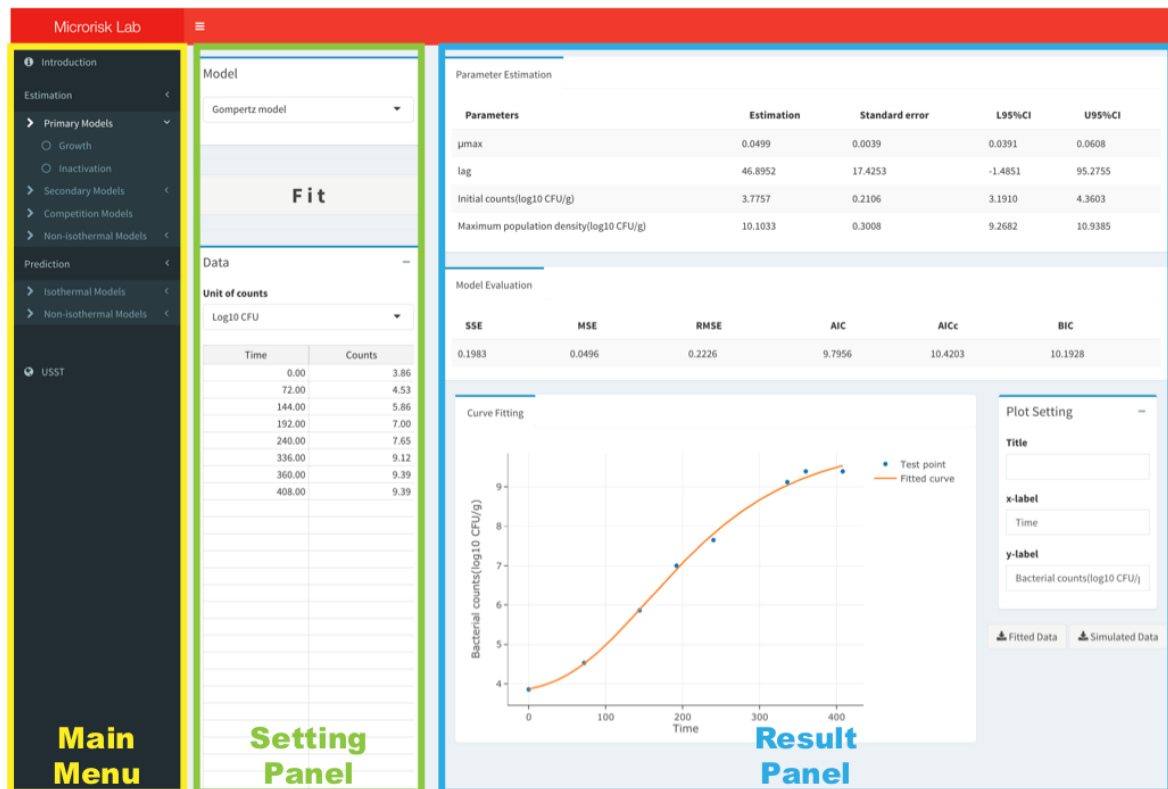 Microrisk Lab
Introduction
Estimation
Primary Models
Growth
Inactivation
Secondary Models
Competition Models
Non-isothermal Models
Prediction
Isothermal Models
Non-isothermal Models
USST
Main
Menu
Model
Gompertz model
Fit
Data
Unit of counts
Log10 CFU
Time Counts
0.00 3.86
72.00 4.53
144.00 5.86
192.00 7.00
240.00 7.65
336.00 9.12
360.00 9.39
408.00 9.39
Setting
Panel
Parameter Estimation
Parameters Estimation Standard error L95%CI U95%CI
μmax 0.0499 0.0039 0.0391 0.0608
lag 46.8952 17.4253 -1.4851 95.2755
Initial counts(log10 CFU/g) 3.7757 0.2106 3.1910 4.3603
Maximum population density(log10 CFU/g) 10.1033 0.3008 9.2682 10.9385
Model Evaluation
SSE MSE RMSE AIC AICc BIC
0.1983 0.0496 0.2226 9.7956 10.4203 10.1928
Curve Fitting
Bacterial counts(log10 CFU/g)
9
8
7
6
5
4
0 100 200 300 400
Time
Test point
Fitted curve
Plot Setting
Title
x-label
Time
y-label
Bacterial counts(log10 CFU/
Fitted Data Simulated Data
Result
Panel